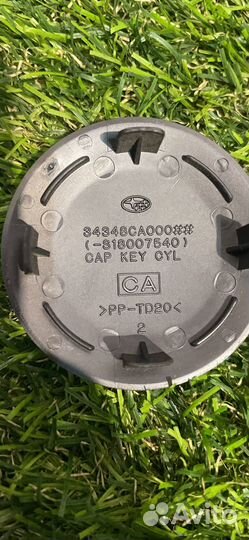 34348CA000##
(-S18007540)
CAP KEY CYL
CA
>PP-TD20<
2
Avito